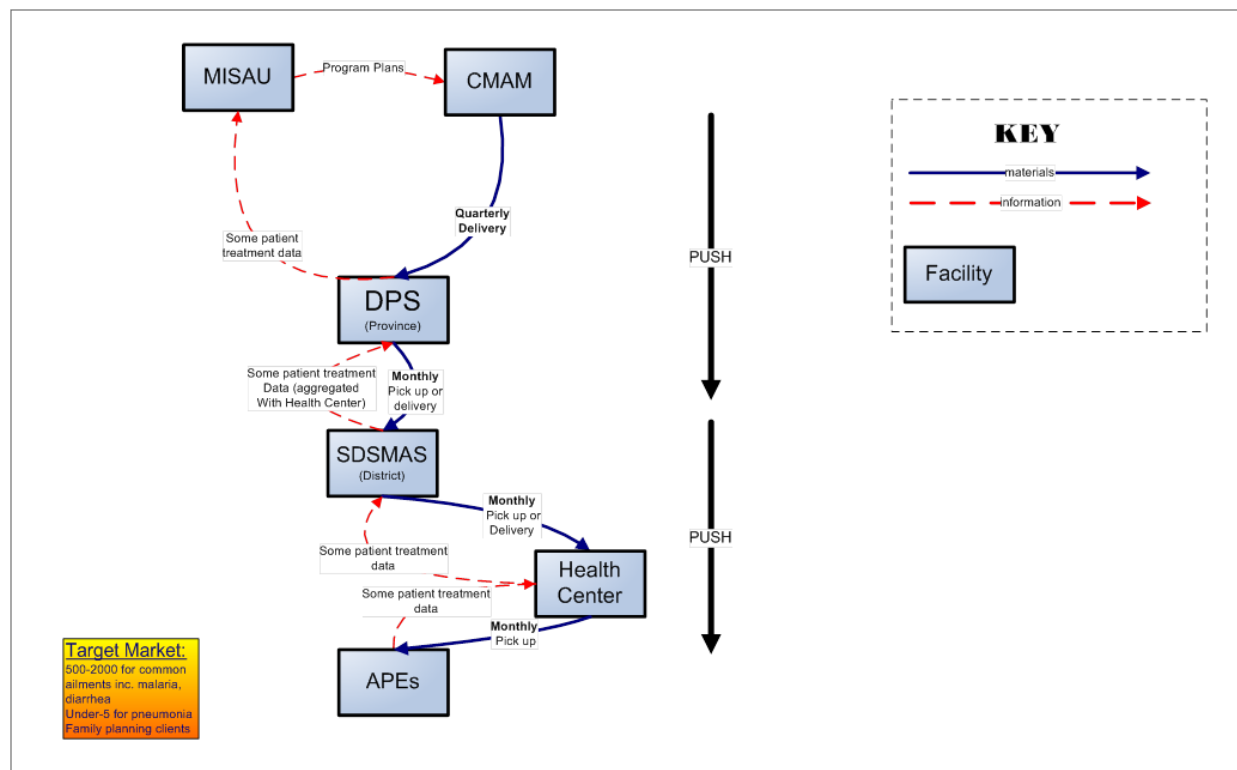 MISAU
Program Plans
CMAM
KEY
materials
information
Facility
Some patient
treatment data
Quarterly
Delivery
PUSH
DPS
(Province)
Some patient treatment
Data (aggregated
With Health Center)
Monthly
Pick up or
delivery
SDSMAS
(District)
Monthly
Pick up or
Delivery
PUSH
Some patient treatment
data
Health
Center
Some patient treatment
data
Monthly
Pick up
APEs
Target Market:
500-2000 for common
ailments inc. malaria,
diarrhea
Under-5 for pneumonia
Family planning clients